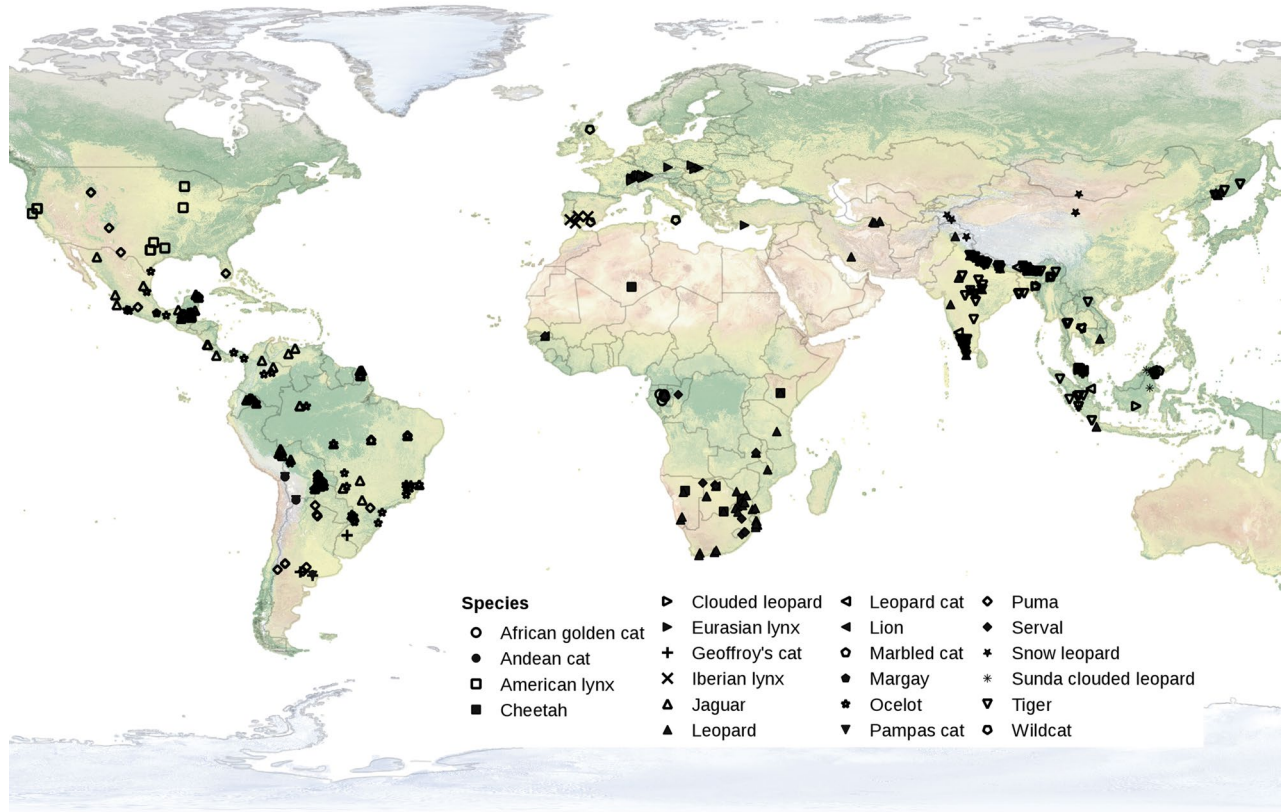 Species
African golden cat
Andean cat
American lynx
Cheetah
Clouded leopard
Eurasian lynx
Geoffroy's cat
Iberian lynx
Jaguar
Leopard
Leopard cat
Lion
Marbled cat
Margay
Ocelot
Pampas cat
Puma
Serval
Snow leopard
Sunda clouded leopard
Tiger
Wildcat